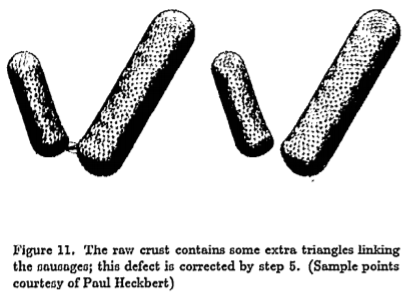 Figure 11. The raw crust contains some extra triangles linking
the sausages; this defect is corrected by step 5. (Sample points
courtesy of Paul Heckbert)